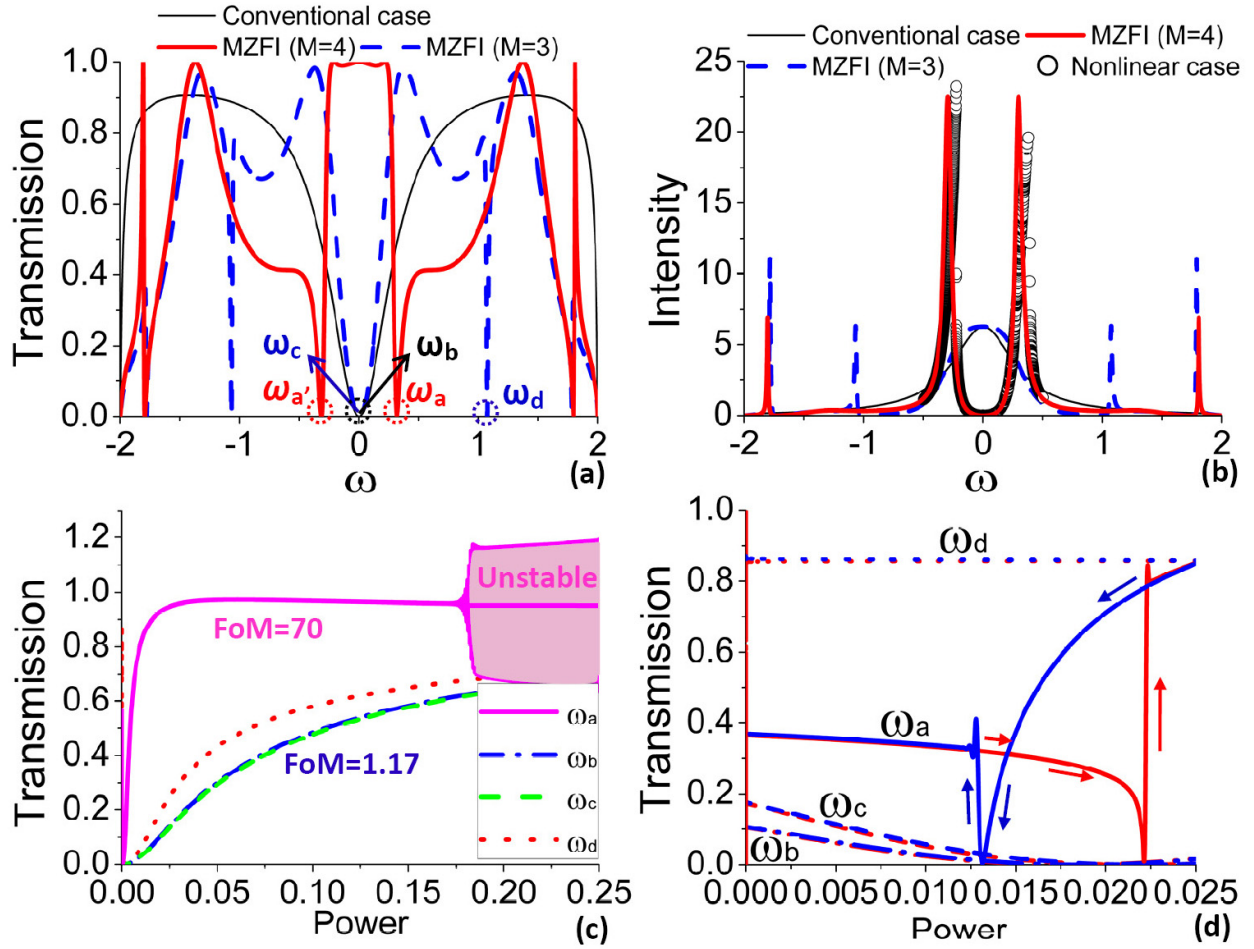 Conventional case
MZFI (M=4) MZFI (M=3)
Transmission
1.0
0.8
0.6
0.4
0.2
0.0
ωc
ωb
ωa'
ωa
ωd
-2 -1 0 1 2
ω
(a)
Conventional case MZFI (M=4)
MZFI (M=3) Nonlinear case
Intensity
25
20
15
10
5
0
-2 -1 0 1 2
ω
(b)
Transmission
1.2
1.0
0.8
0.6
0.4
0.2
0.0
Unstable
FoM=70
FoM=1.17
ωa
ωb
ωc
ωd
0.00 0.05 0.10 0.15 0.20 0.25
Power
(c)
Transmission
1.0
0.8
0.6
0.4
0.2
0.0
ωd
ωa
ωc
ωb
0.000 0.005 0.010 0.015 0.020 0.025
Power
(d)